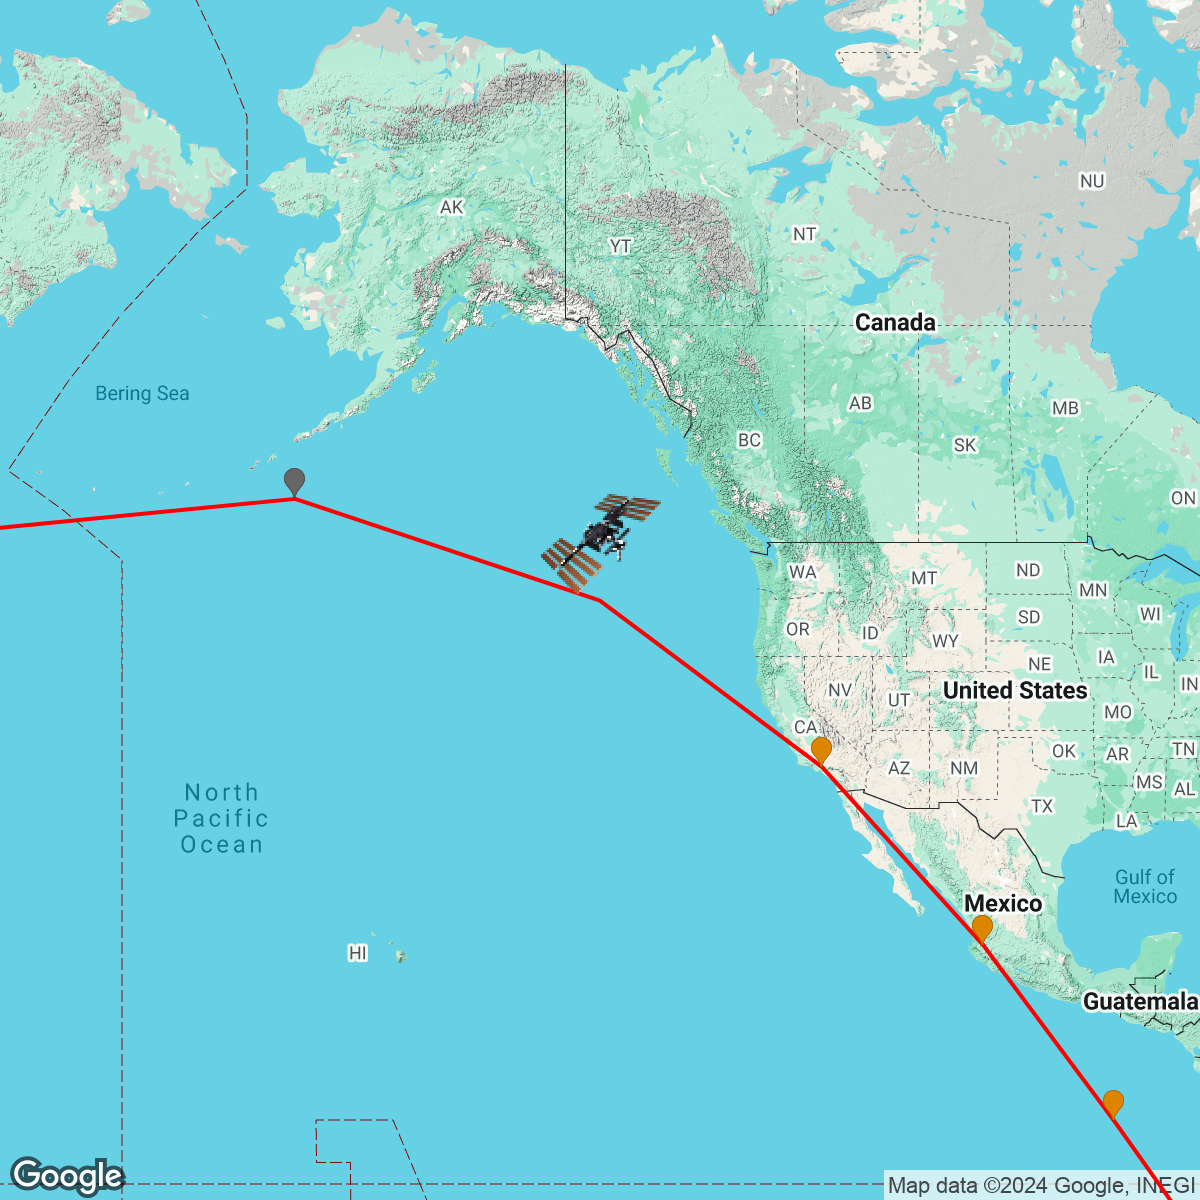 NU
AK
NT
YT
Canada
Bering Sea
AB
MB
BC
SK
ON
WA
MT
ND
MN
SD
WI
OR
ID
WY
NE
IA
IL
IN
NV
UT
United States
MO
CA
OK
AR
TN
AZ
NM
MS
AL
TX
LA
North
Pacific
Ocean
Gulf of
Mexico
Mexico
HI
Guatemala
Google
Map data ©2024 Google, INEGI